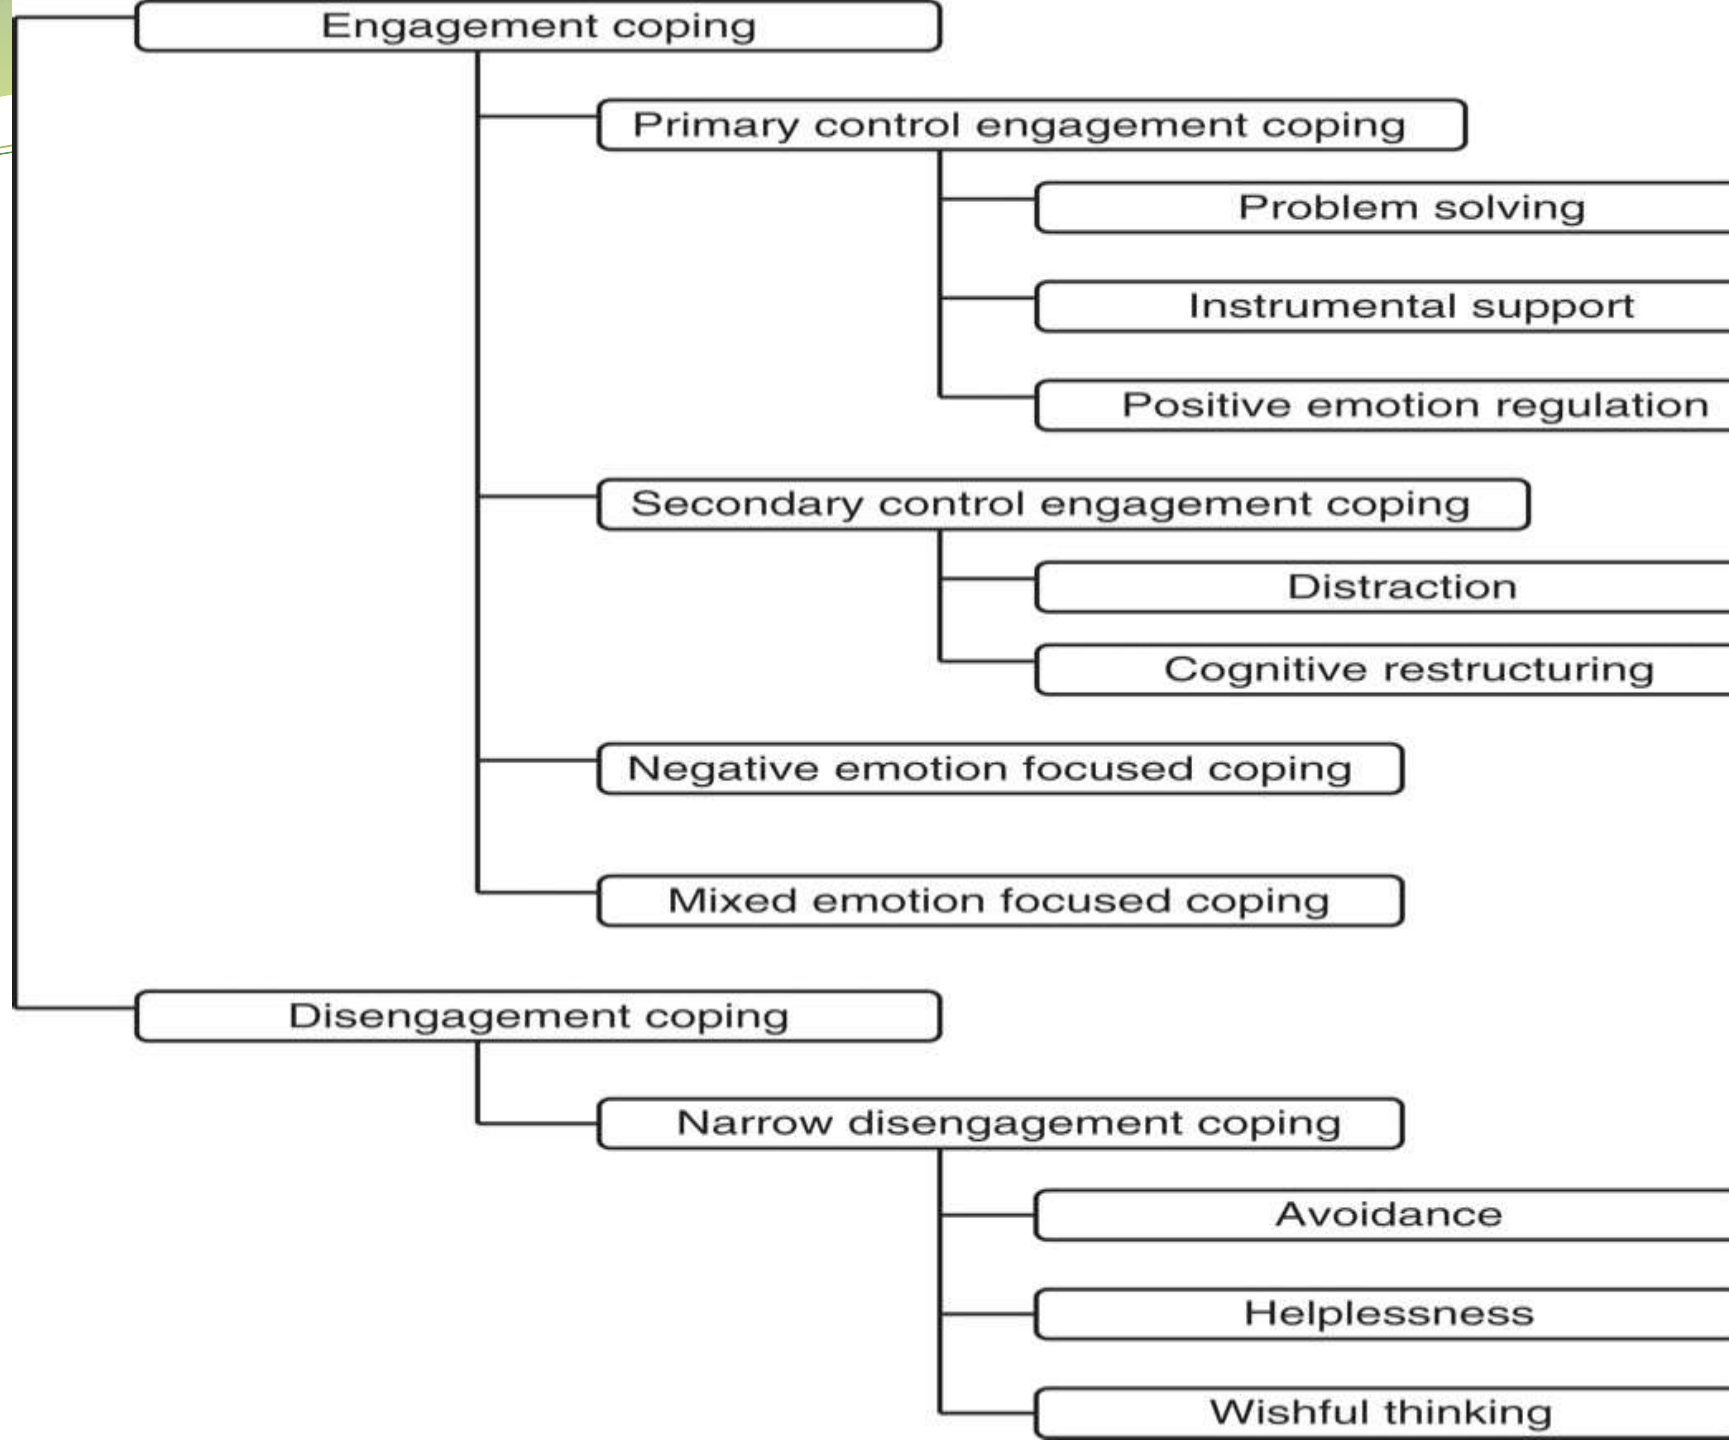 Engagement coping
Primary control engagement coping
Problem solving
Instrumental support
Positive emotion regulation
Secondary control engagement coping
Distraction
Cognitive restructuring
Negative emotion focused coping
Mixed emotion focused coping
Disengagement coping
Narrow disengagement coping
Avoidance
Helplessness
Wishful thinking